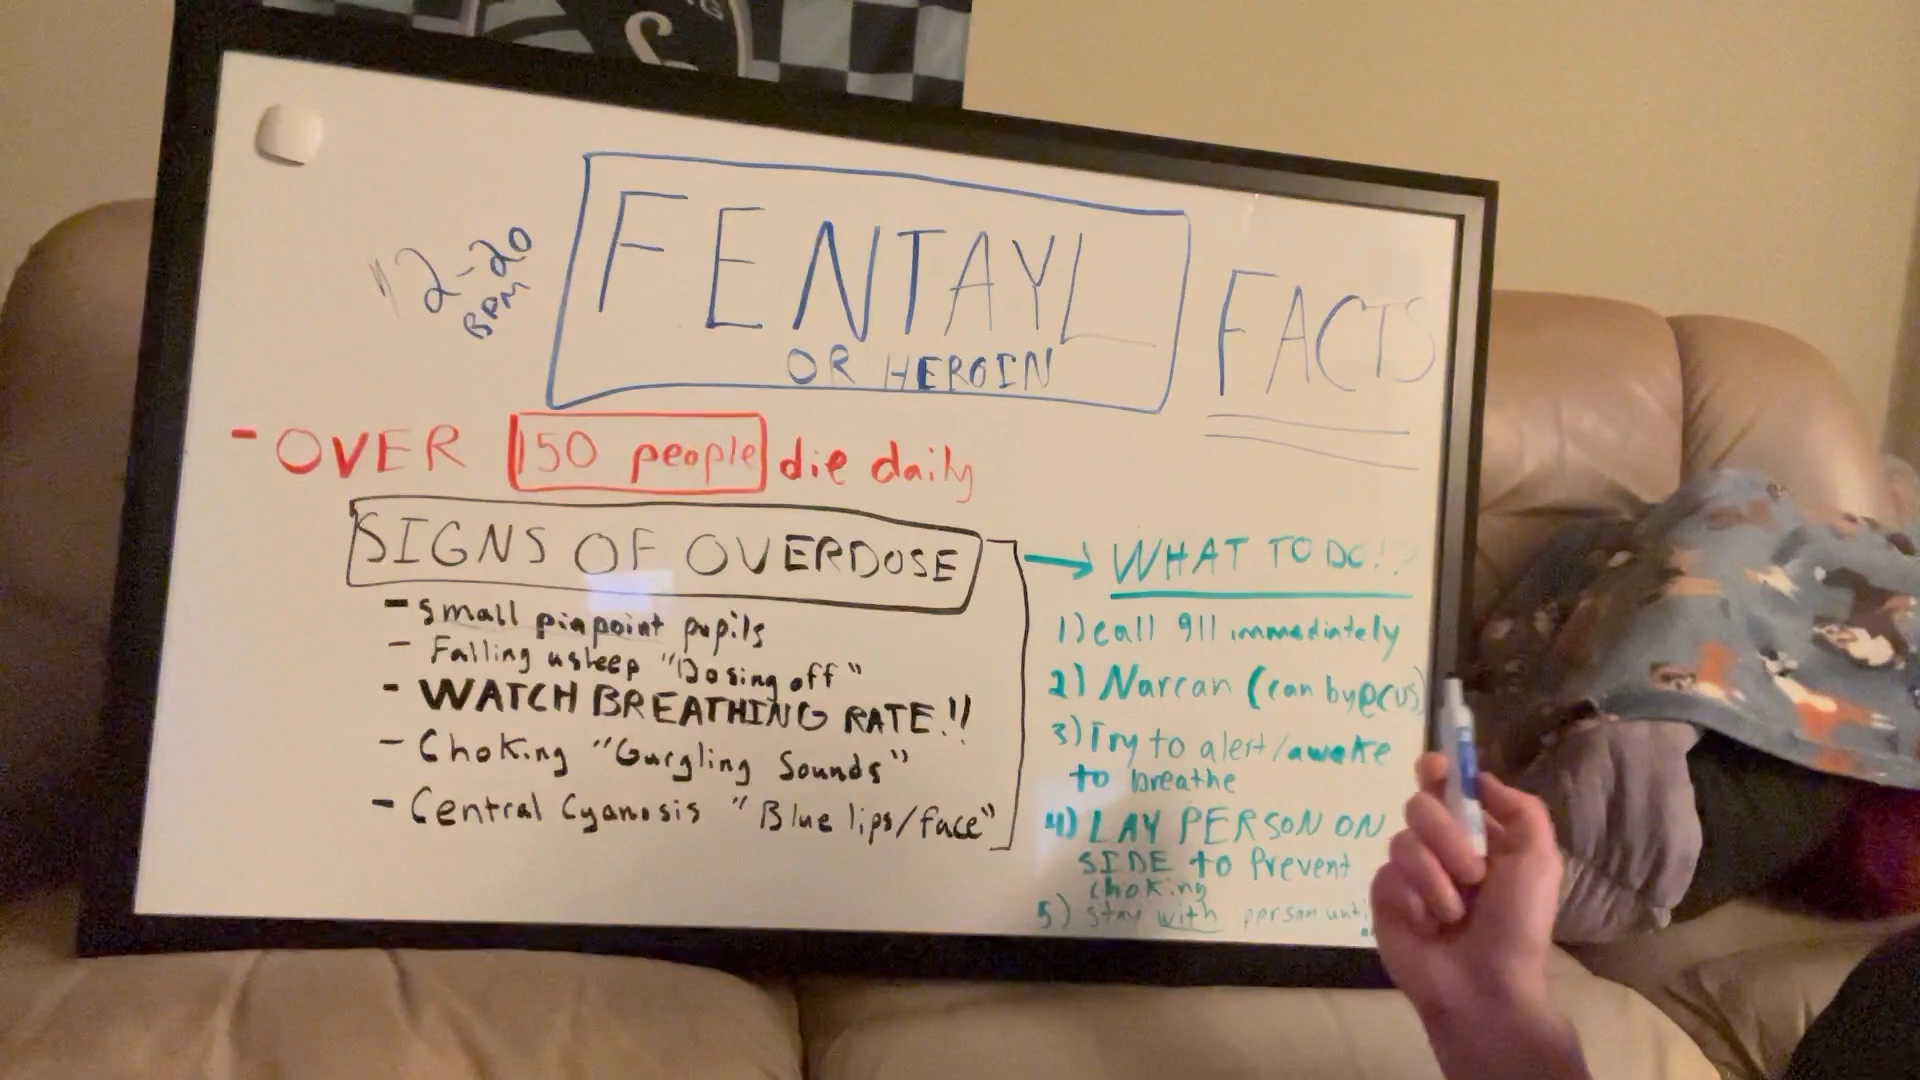 12-20
BPM
FENTAYL
OR HEROIN
FACTS
- OVER 150 people die daily
SIGNS OF OVERDOSE
- small pinpoint pupils
- Falling asleep "Dosing off"
- WATCH BREATHING RATE!!
- Choking "Gurgling Sounds"
- Central Cyanosis "Blue lips/face"
→ WHAT TO DO!?
1) call 911 immediately
2) Narcan (can by @cvs)
3) Try to alert/awake
to breathe
4) LAY PERSON ON
SIDE to Prevent
choking
5) stay with person